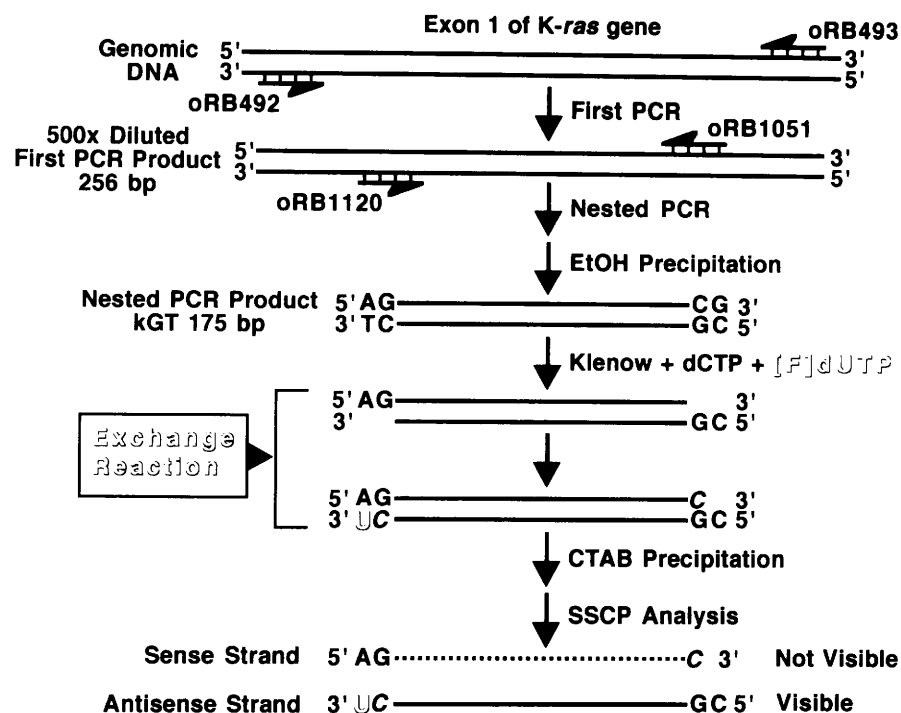 Exon 1 of K-ras gene
oRB493
Genomic DNA
5' 3'
3' 5'
oRB492
First PCR
500x Diluted
First PCR Product
256 bp
oRB1051
5' 3'
3' 5'
oRB1120
Nested PCR
EtOH Precipitation
Nested PCR Product
kGT 175 bp
5' AG CG 3'
3' TC GC 5'
Klenow + dCTP + [F]dUTP
Exchange
Reaction
5' AG 3'
3' GC 5'
5' AG C 3'
3' UC GC 5'
CTAB Precipitation
SSCP Analysis
Sense Strand 5' AG C 3' Not Visible
Antisense Strand 3' UC GC 5' Visible